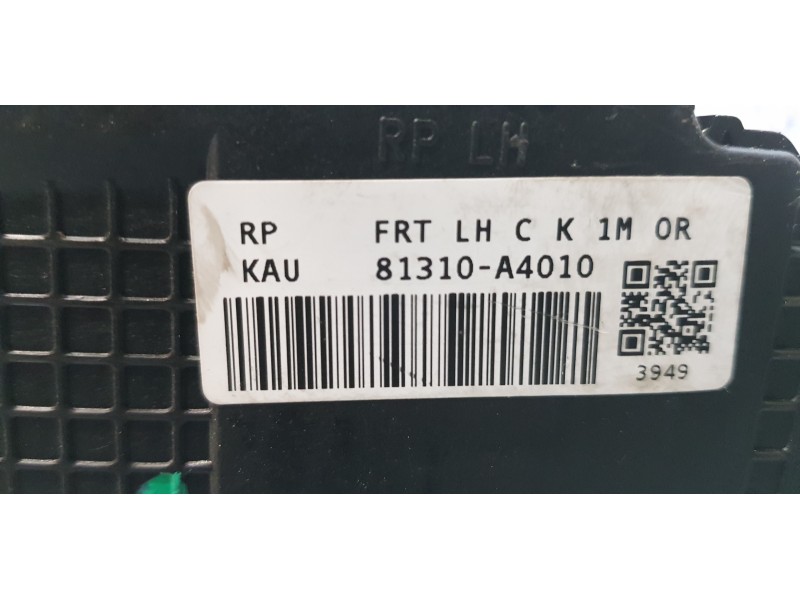 RP LH
RP FRT LH C K 1M OR
KAU 81310-A4010
3949